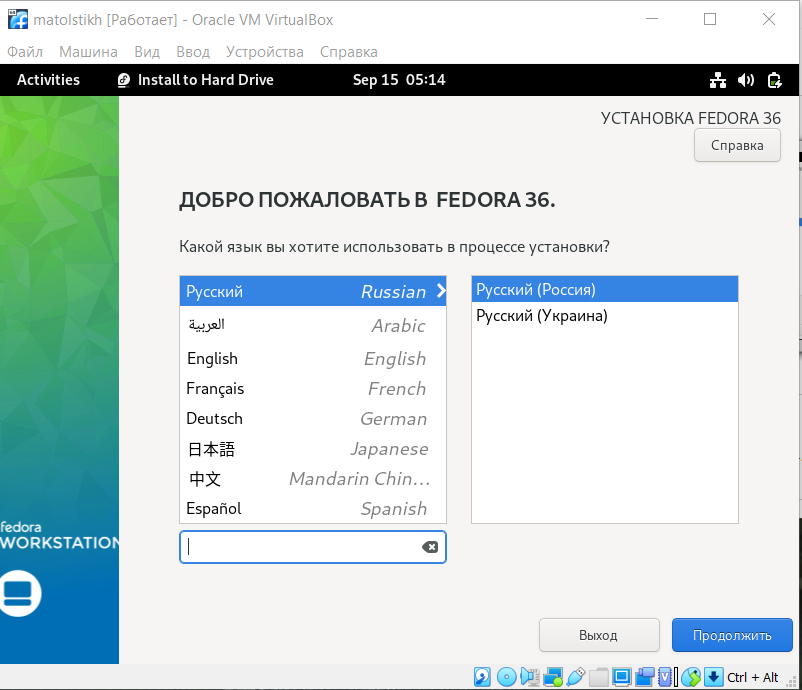 matolstikh [Работает] - Oracle VM VirtualBox
Файл Машина Вид Ввод Устройства Справка
Activities Install to Hard Drive Sep 15 05:14
УСТАНОВКА FEDORA 36
Справка
ДОБРО ПОЖАЛОВАТЬ В FEDORA 36.
Какой язык вы хотите использовать в процессе установки?
Русский Russian
العربية Arabic
English English
Français French
Deutsch German
日本語 Japanese
中文 Mandarin Chin...
Español Spanish
Русский (Россия)
Русский (Украина)
fedora
WORKSTATION
Выход Продолжить
Ctrl + Alt